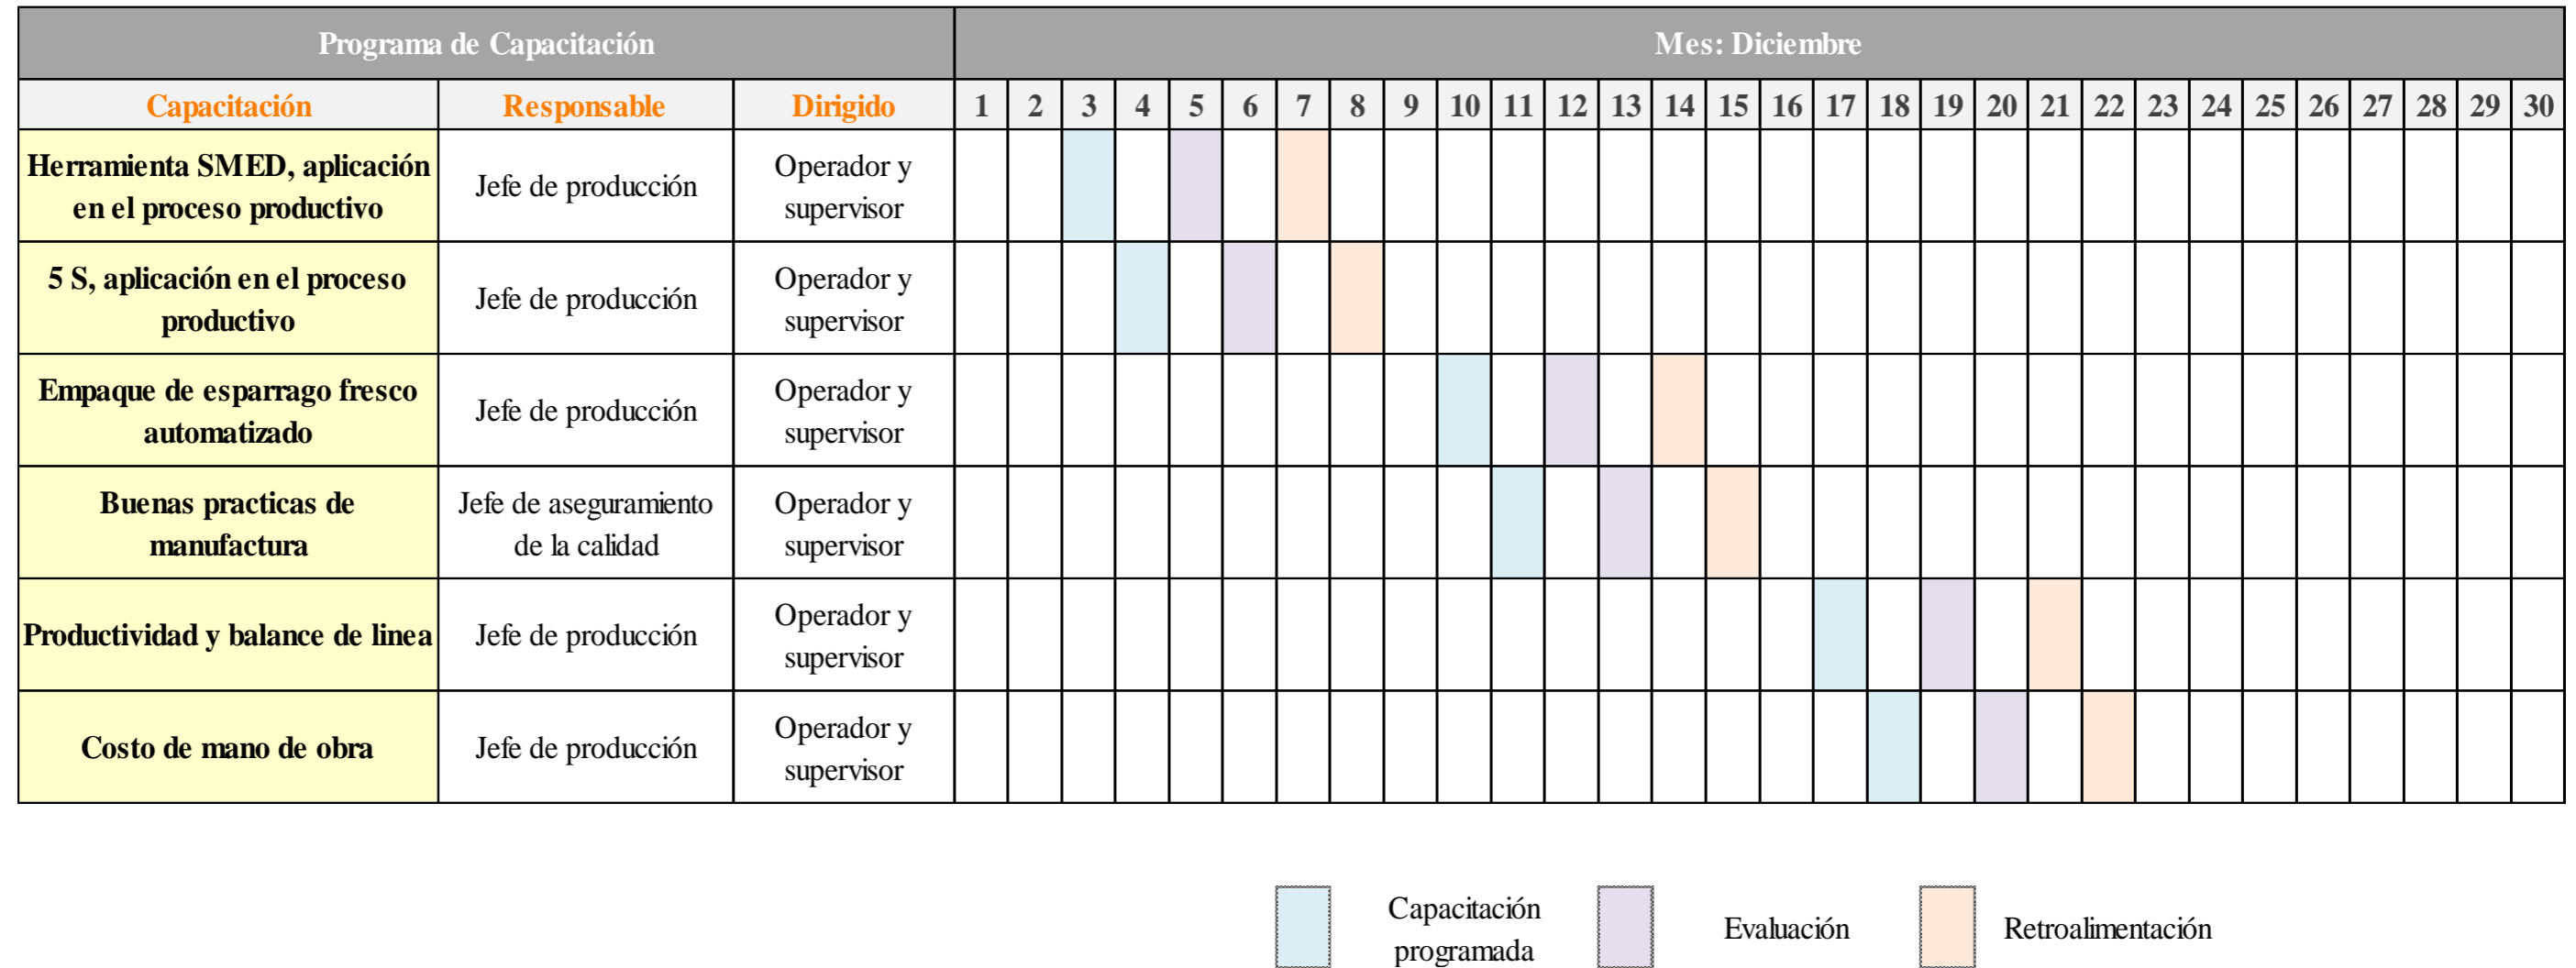 Programa de Capacitación Mes: Diciembre
Capacitación Responsable Dirigido 1 2 3 4 5 6 7 8 9 10 11 12 13 14 15 16 17 18 19 20 21 22 23 24 25 26 27 28 29 30
Herramienta SMED, aplicación
en el proceso productivo
Jefe de producción
Operador y
supervisor
5 S, aplicación en el proceso
productivo
Jefe de producción
Operador y
supervisor
Empaque de esparrago fresco
automatizado
Jefe de producción
Operador y
supervisor
Buenas practicas de
manufactura
Jefe de aseguramiento
de la calidad
Operador y
supervisor
Productividad y balance de linea
Jefe de producción
Operador y
supervisor
Costo de mano de obra
Jefe de producción
Operador y
supervisor
Capacitación
programada
Evaluación
Retroalimentación